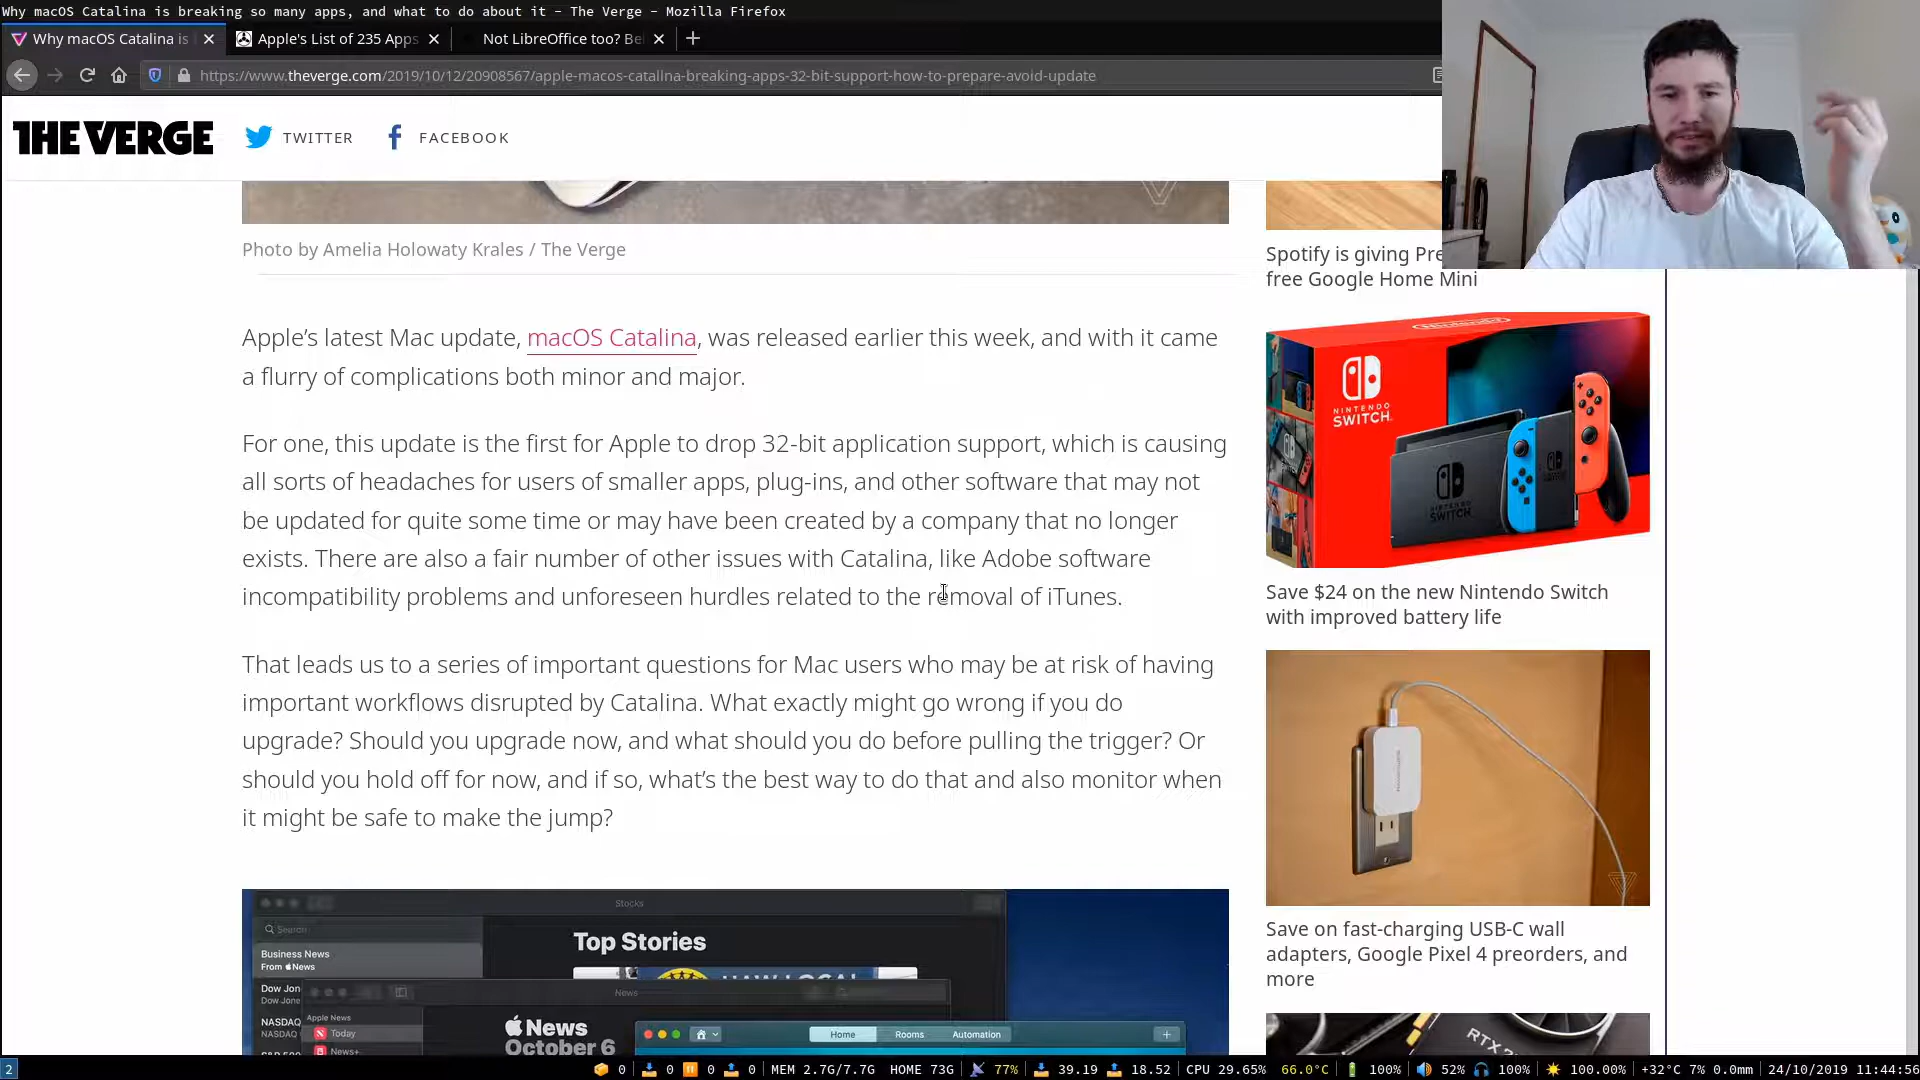 Why macOS Catalina is breaking so many apps, and what to do about it - The Verge - Mozilla Firefox
Why macOS Catalina is
Apple's List of 235 Apps
Not LibreOffice too? Be
https://www.theverge.com/2019/10/12/20908567/apple-macos-catalina-breaking-apps-32-bit-support-how-to-prepare-avoid-update
THE VERGE
TWITTER
FACEBOOK
Photo by Amelia Holowaty Krales / The Verge
Apple’s latest Mac update, macOS Catalina, was released earlier this week, and with it came
a flurry of complications both minor and major.
For one, this update is the first for Apple to drop 32-bit application support, which is causing
all sorts of headaches for users of smaller apps, plug-ins, and other software that may not
be updated for quite some time or may have been created by a company that no longer
exists. There are also a fair number of other issues with Catalina, like Adobe software
incompatibility problems and unforeseen hurdles related to the removal of iTunes.
That leads us to a series of important questions for Mac users who may be at risk of having
important workflows disrupted by Catalina. What exactly might go wrong if you do
upgrade? Should you upgrade now, and what should you do before pulling the trigger? Or
should you hold off for now, and if so, what’s the best way to do that and also monitor when
it might be safe to make the jump?
Stocks
Search
Top Stories
Business News
From News
Dow Jon
Dow Jone
NASDAQ
NASDAQ
News
Apple News
Today
News+
News
October 6
Home
Rooms
Automation
Spotify is giving Pre
free Google Home Mini
Nintendo
NINTENDO
SWITCH
Save $24 on the new Nintendo Switch
with improved battery life
Save on fast-charging USB-C wall
adapters, Google Pixel 4 preorders, and
more
RTX 2
2
0
0
0
0
MEM 2.7G/7.7G
HOME 73G
77%
39.19
18.52
CPU 29.65%
66.0°C
100%
52%
100%
100.00%
+32°C 7% 0.0mm
24/10/2019 11:44:56